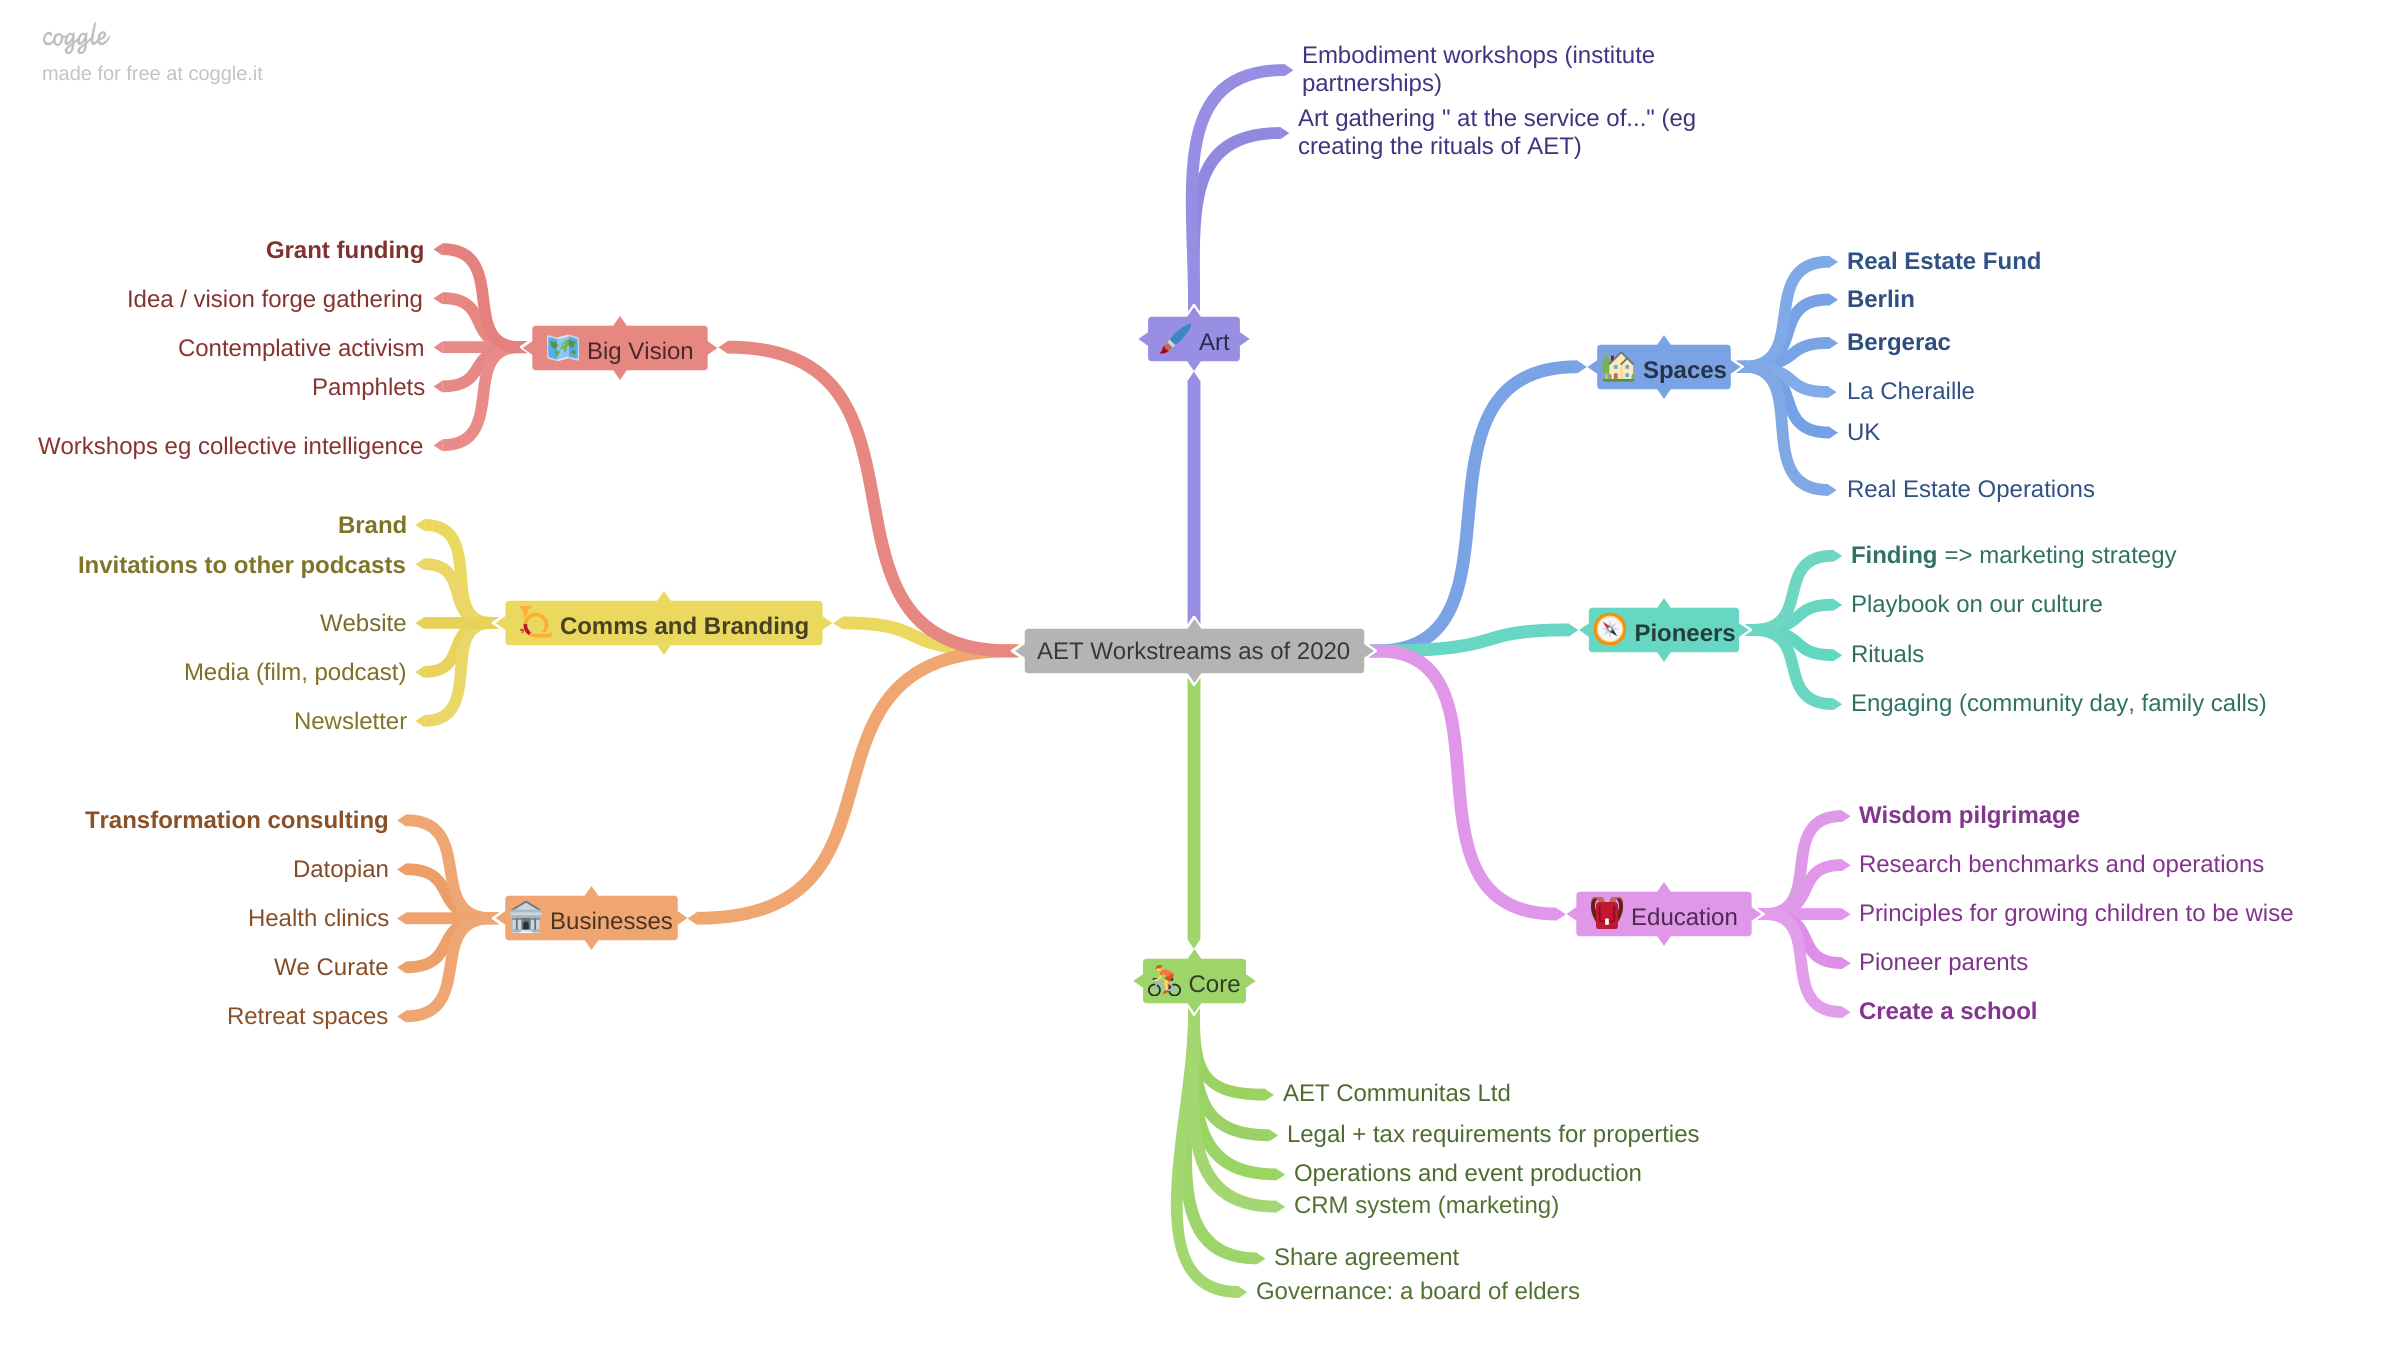 coggle
made for free at coggle.it
Embodiment workshops (institute
partnerships)
Art gathering " at the service of..." (eg
creating the rituals of AET)
Art
Grant funding
Idea / vision forge gathering
Contemplative activism
Pamphlets
Workshops eg collective intelligence
Big Vision
Brand
Invitations to other podcasts
Website
Media (film, podcast)
Newsletter
Comms and Branding
Transformation consulting
Datopian
Health clinics
We Curate
Retreat spaces
Businesses
AET Workstreams as of 2020
Spaces
Real Estate Fund
Berlin
Bergerac
La Cheraille
UK
Real Estate Operations
Pioneers
Finding => marketing strategy
Playbook on our culture
Rituals
Engaging (community day, family calls)
Education
Wisdom pilgrimage
Research benchmarks and operations
Principles for growing children to be wise
Pioneer parents
Create a school
Core
AET Communitas Ltd
Legal + tax requirements for properties
Operations and event production
CRM system (marketing)
Share agreement
Governance: a board of elders